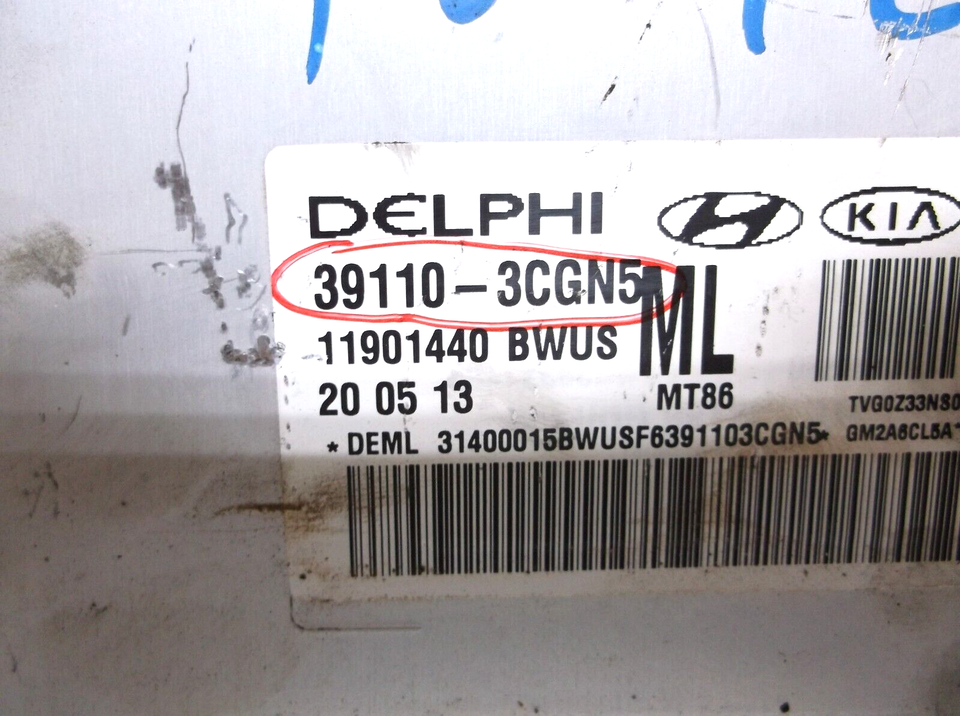 DELPHI
KIA
39110-3CGN5
ML
11901440 BWUS
20 05 13
MT86
TVG0Z33NS0
*DEML 31400015BWUSF6391103CGN5*
GM2A6CL5A